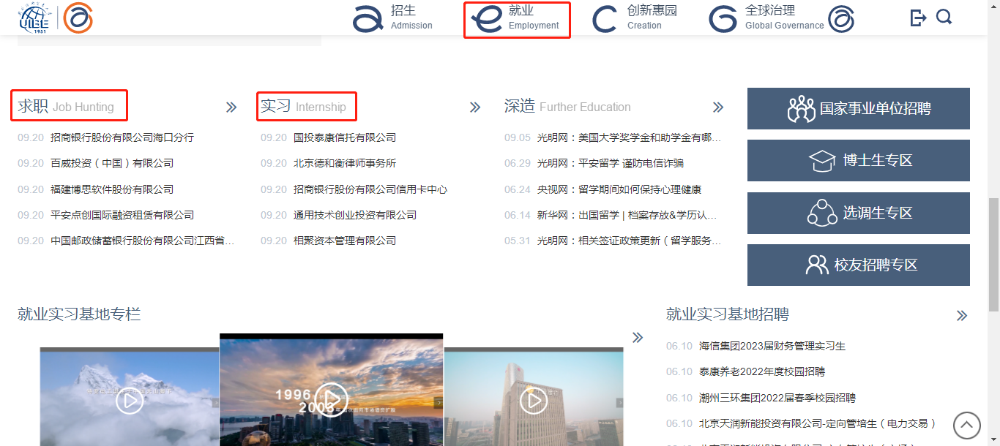 UIBE
1951
招生
Admission
就业
Employment
创新惠园
Creation
全球治理
Global Governance
求职 Job Hunting
09.20 招商银行股份有限公司海口分行
09.20 百威投资（中国）有限公司
09.20 福建博思软件股份有限公司
09.20 平安点创国际融资租赁有限公司
09.20 中国邮政储蓄银行股份有限公司江西省...
实习 Internship
09.20 国投泰康信托有限公司
09.20 北京德和衡律师事务所
09.20 招商银行股份有限公司信用卡中心
09.20 通用技术创业投资有限公司
09.20 相聚资本管理有限公司
深造 Further Education
09.05 光明网：美国大学奖学金和助学金有哪...
06.29 光明网：平安留学 谨防电信诈骗
06.24 央视网：留学期间如何保持心理健康
06.14 新华网：出国留学 | 档案存放&学历认...
05.31 光明网：相关签证政策更新（留学服务...
国家事业单位招聘
博士生专区
选调生专区
校友招聘专区
就业实习基地专栏
1996
2003
就业实习基地招聘
06.10 海信集团2023届财务管理实习生
06.10 泰康养老2022年度校园招聘
06.10 潮州三环集团2022届春季校园招聘
06.10 北京天润新能投资有限公司-定向管培生（电力交易）